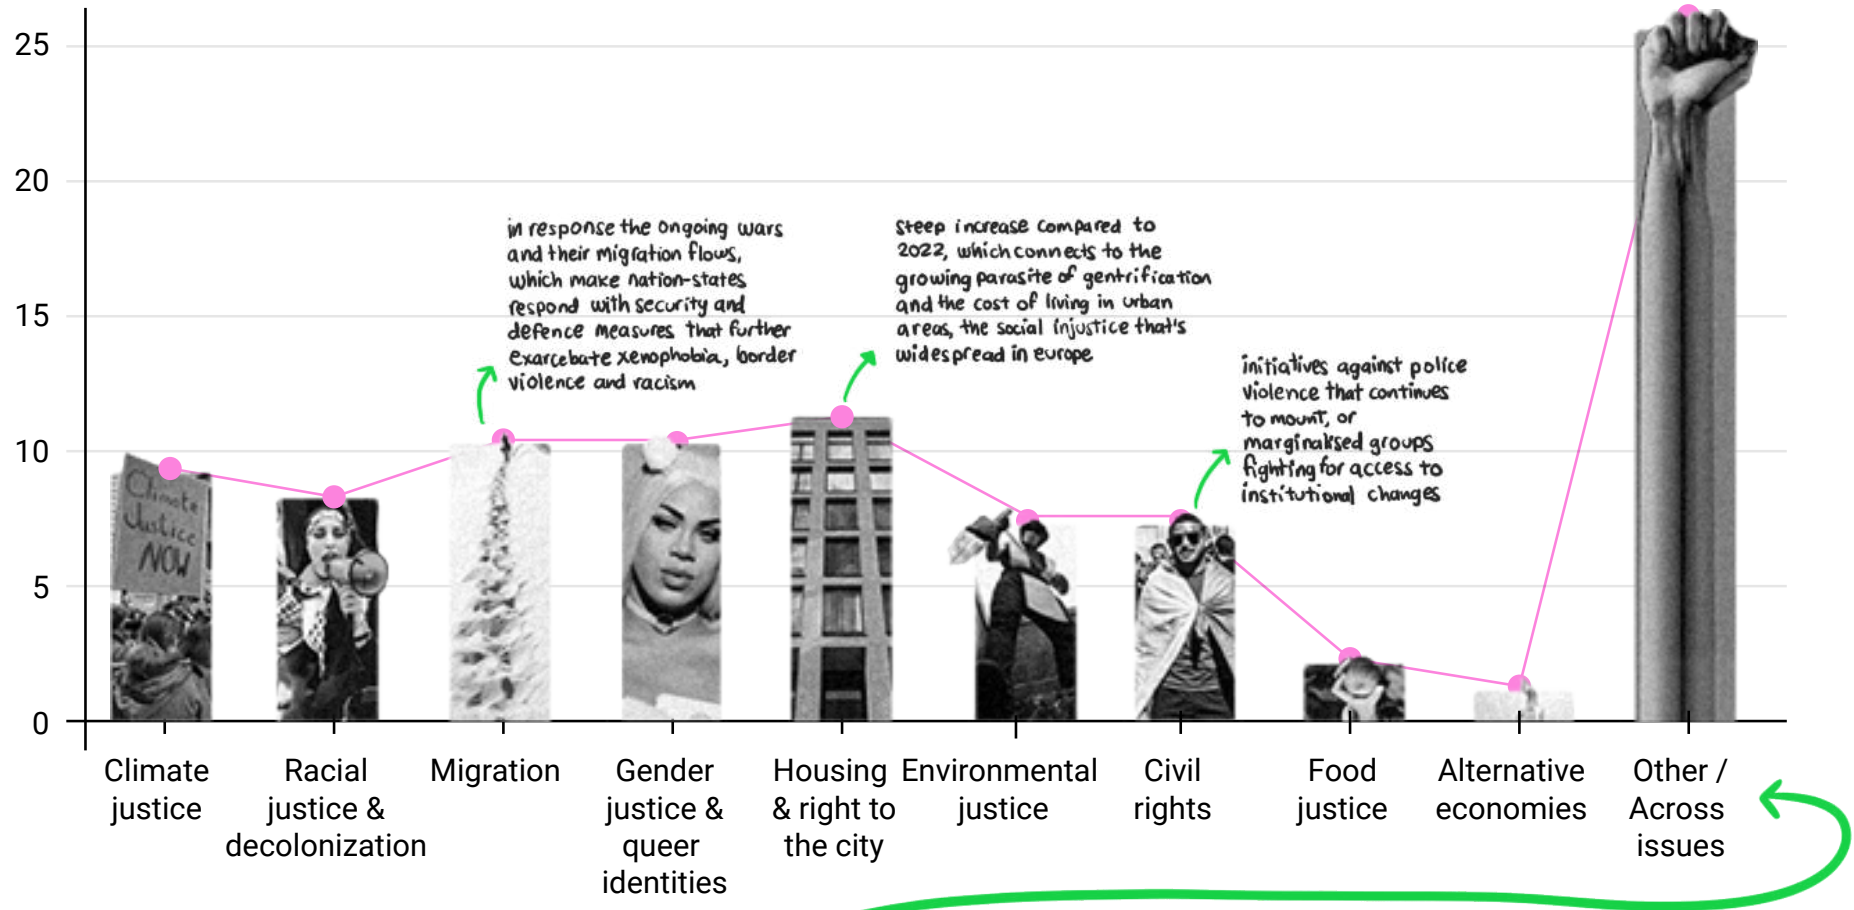 25
20
15
10
5
0
in response the ongoing wars
and their migration flows,
which make nation-states
respond with security and
defence measures that further
exarcebate xenophobia, border
violence and racism
steep increase compared to
2022, which connects to the
growing parasite of gentrification
and the cost of living in urban
areas, the social injustice that's
widespread in europe
initiatives against police
violence that continues
to mount, or
marginalised groups
fighting for access to
institutional changes
Climate
Justice
NOW
Climate
justice
Racial
justice &
decolonization
Migration
Gender
justice &
queer
identities
Housing
& right to
the city
Environmental
justice
Civil
rights
Food
justice
Alternative
economies
Other /
Across
issues